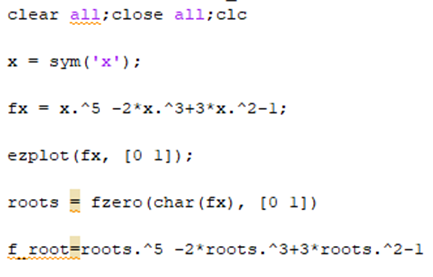 clear all;close all;clc
x = sym('x');
fx = x.^5 -2*x.^3+3*x.^2-1;
ezplot(fx, [0 1]);
roots = fzero(char(fx), [0 1])
f_root=roots.^5 -2*roots.^3+3*roots.^2-1